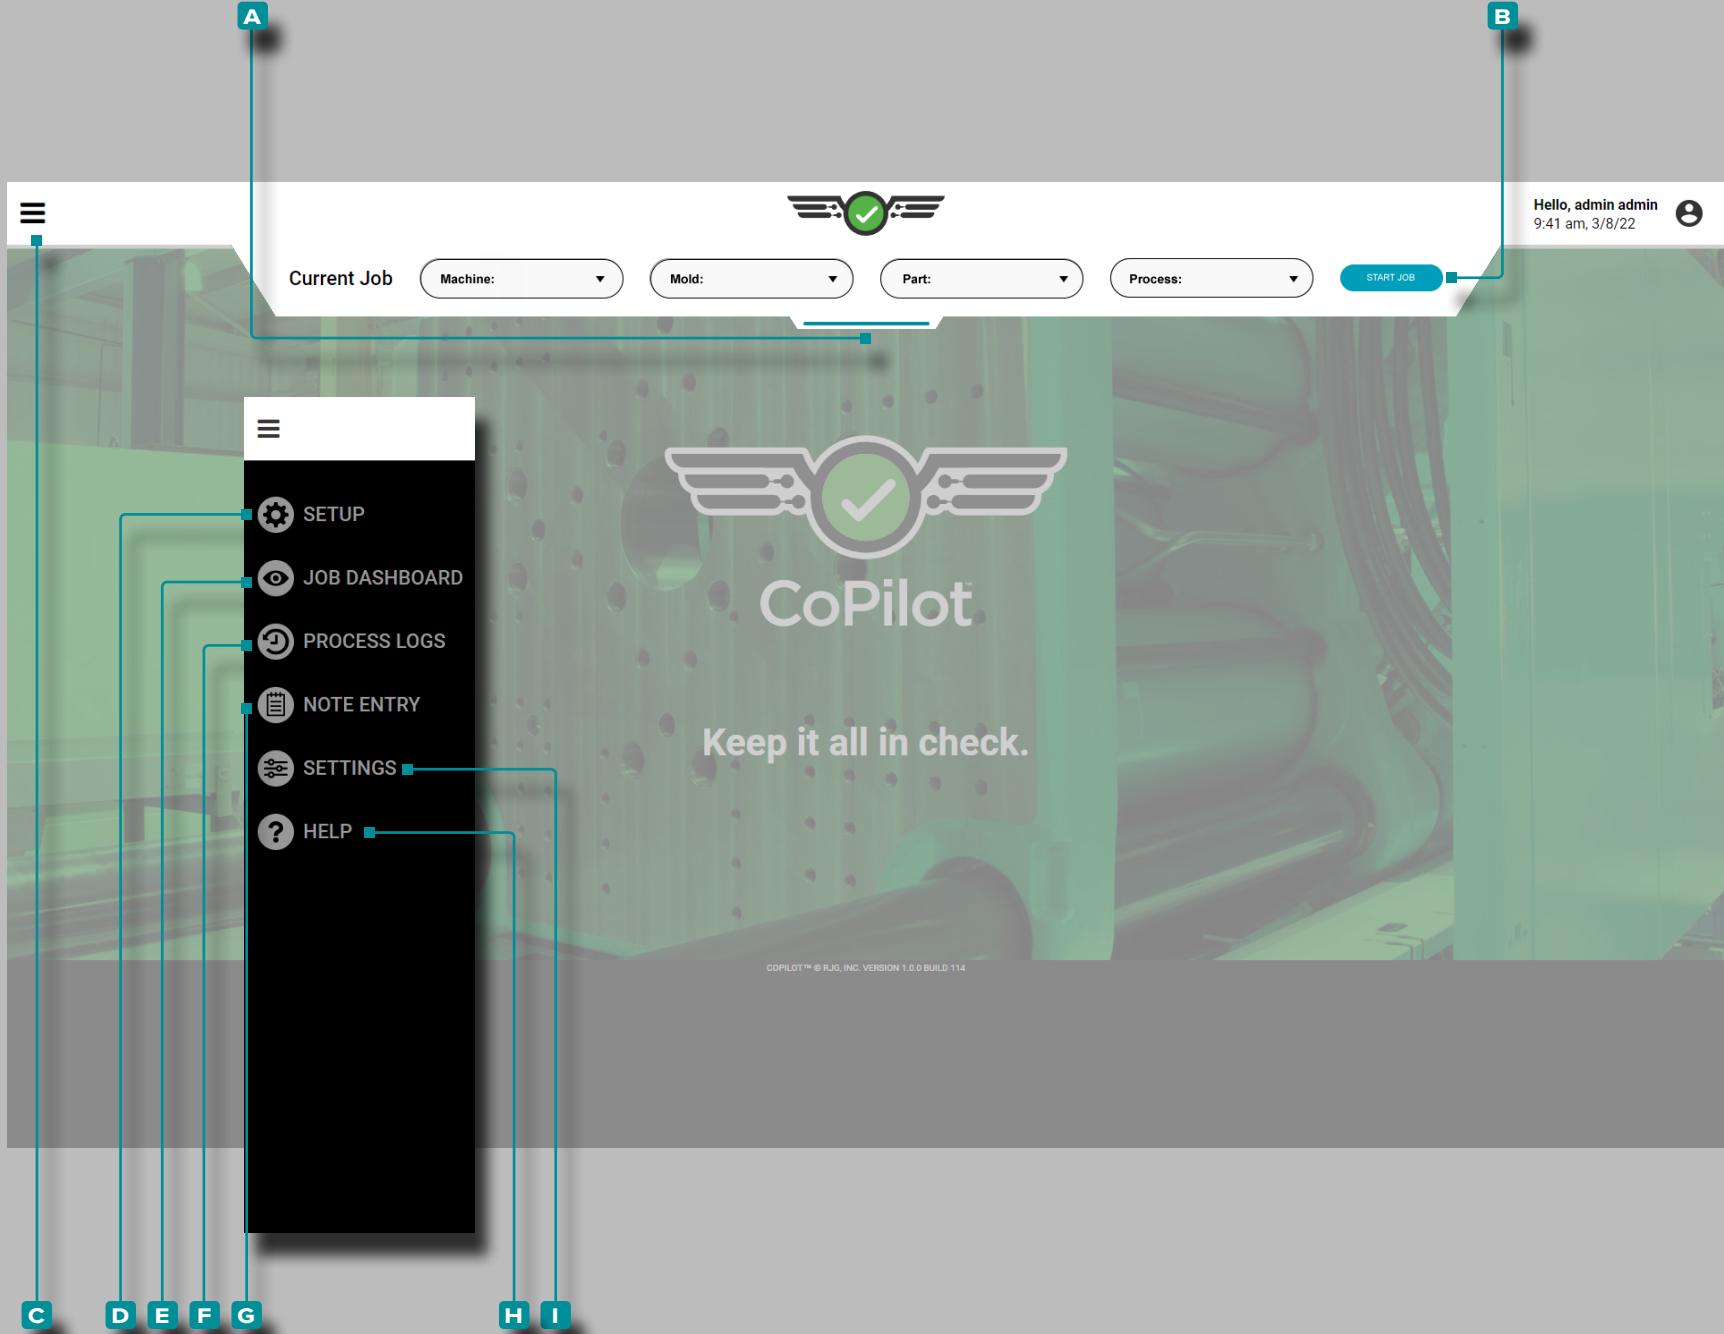 A
B
Hello, admin admin
9:41 am, 3/8/22
Current Job
Machine:
Mold:
Part:
Process:
START JOB
SETUP
JOB DASHBOARD
PROCESS LOGS
NOTE ENTRY
SETTINGS
HELP
CoPilot™
Keep it all in check.
COPILOT™ © RJG, INC. VERSION 1.0.0 BUILD 114
C
D
E
F
G
H
I